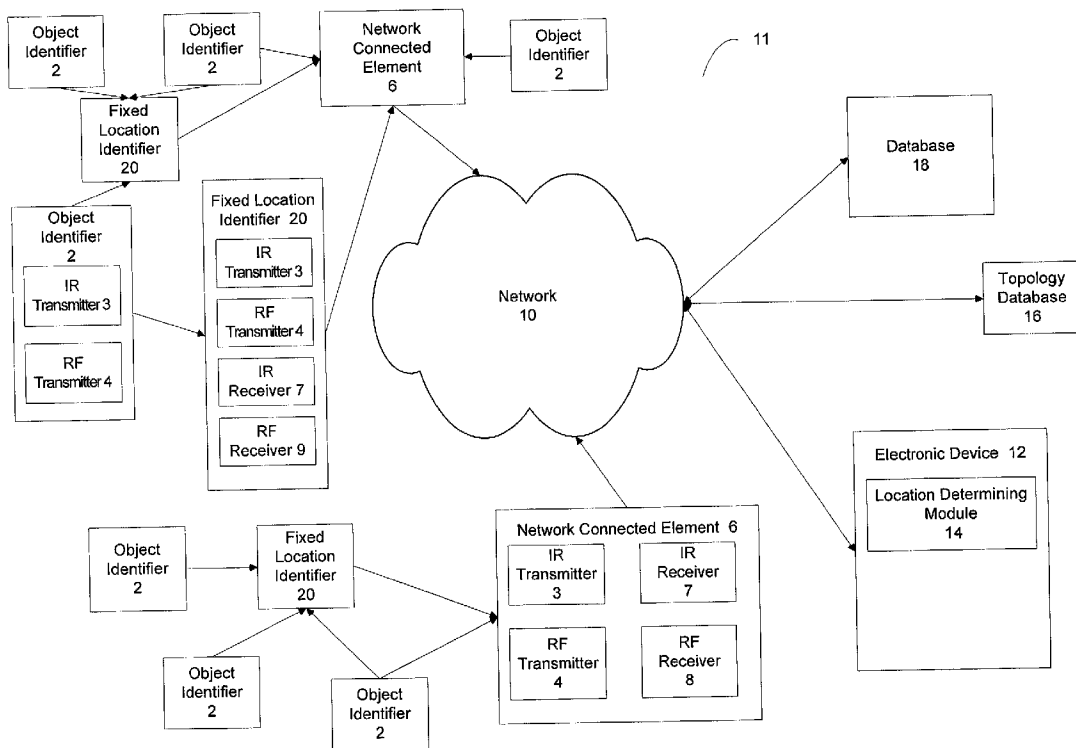 Object
Identifier
2
Object
Identifier
2
Network
Connected
Element
6
Object
Identifier
2
11
Fixed
Location
Identifier
20
Database
18
Object
Identifier
2
IR
Transmitter 3
RF
Transmitter 4
Fixed Location
Identifier 20
IR
Transmitter 3
RF
Transmitter 4
IR
Receiver 7
RF
Receiver 9
Network
10
Topology
Database
16
Electronic Device 12
Location Determining
Module
14
Object
Identifier
2
Fixed
Location
Identifier
20
Object
Identifier
2
Object
Identifier
2
Network Connected Element 6
IR
Transmitter
3
IR
Receiver
7
RF
Transmitter
4
RF
Receiver
8